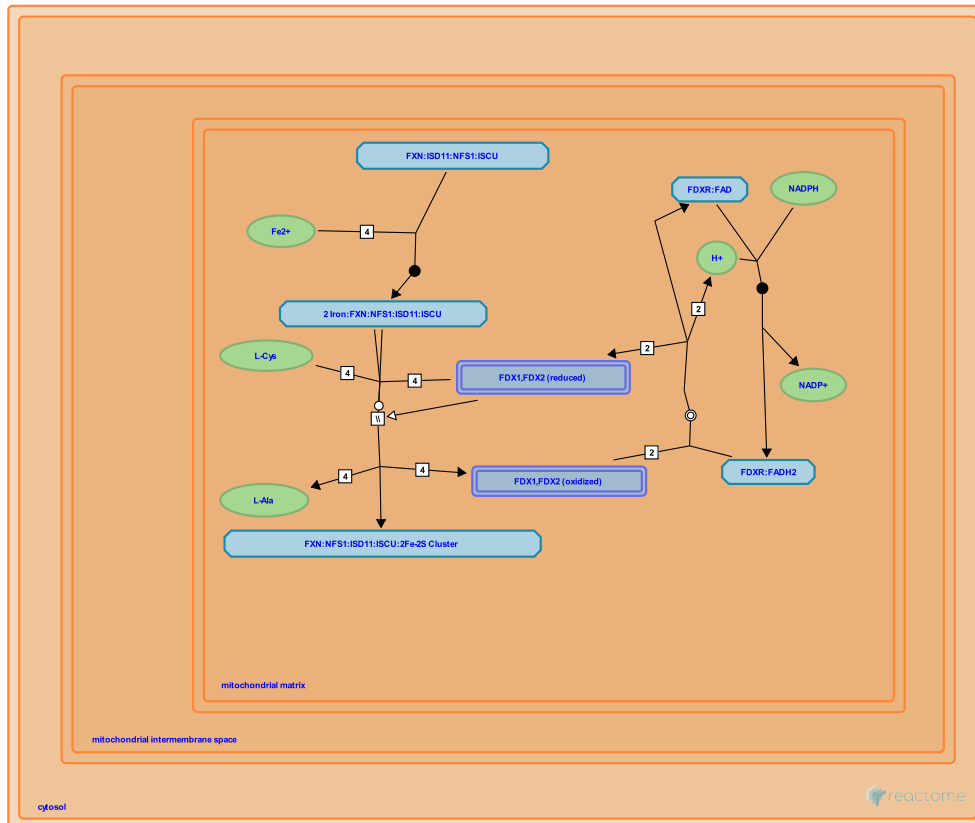 FXN:ISD11:NFS1:ISCU
FDXR:FAD
NADPH
Fe2+
4
H+
2
2 Iron:FXN:NFS1:ISD11:ISCU
2
L-Cys
4
4
FDX1,FDX2 (reduced)
NADP+
\\
2
4
4
FDX1,FDX2 (oxidized)
FDXR:FADH2
L-Ala
FXN:NFS1:ISD11:ISCU:2Fe-2S Cluster
mitochondrial matrix
mitochondrial intermembrane space
cytosol
reactome